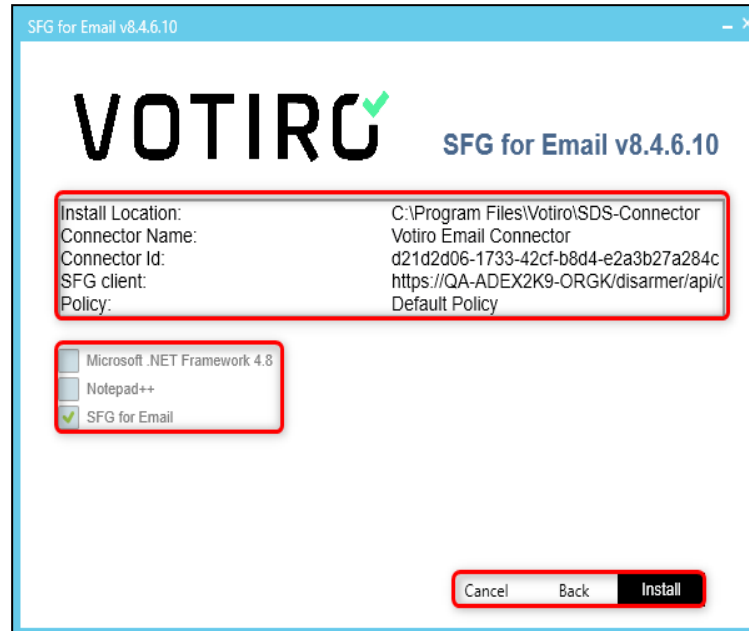 SFG for Email v8.4.6.10
VOTIRO
SFG for Email v8.4.6.10
Install Location: C:\Program Files\Votiro\SDS-Connector
Connector Name: Votiro Email Connector
Connector Id: d21d2d06-1733-42cf-b8d4-e2a3b27a284c
SFG client: https://QA-ADEX2K9-ORGK/disarmer/api/
Policy: Default Policy
Microsoft .NET Framework 4.8
Notepad++
SFG for Email
Cancel Back Install